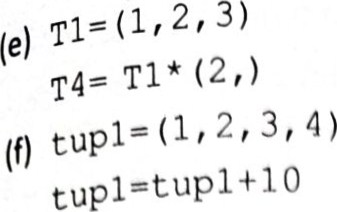 (e) T1=(1,2,3)
T4= T1*(2,)
(f) tup1=(1,2,3,4)
tup1=tup1+10